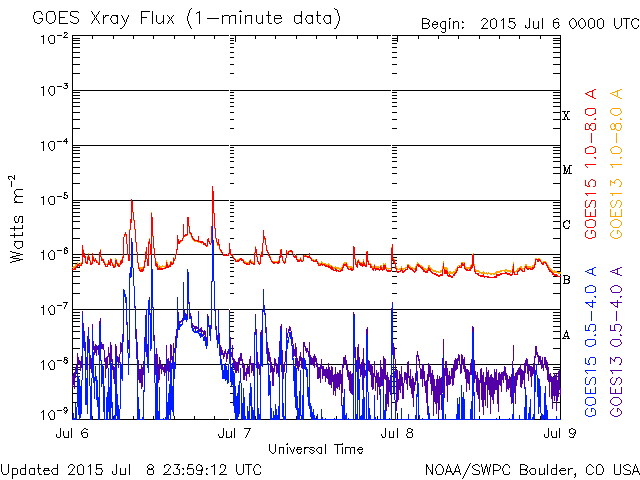 GOES Xray Flux (1-minute data)
Begin: 2015 Jul 6 0000 UTC
10-2
10-3
10-4
10-5
10-6
10-7
10-8
10-9
Watts m-2
X
M
C
B
A
GOES15 1.0-8.0 A
GOES13 1.0-8.0 A
GOES15 0.5-4.0 A
GOES13 0.5-4.0 A
Jul 6 Jul 7 Jul 8 Jul 9
Universal Time
Updated 2015 Jul 8 23:59:12 UTC
NOAA/SWPC Boulder, CO USA